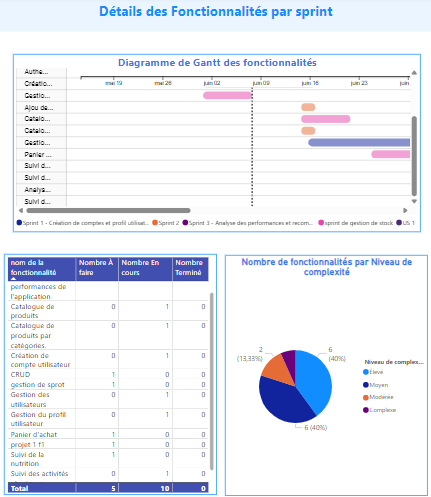 Détails des Fonctionnalités par sprint
Diagramme de Gantt des fonctionnalités
Authe...
mai 19 mai 26 juin 02 juin 09 juin 16 juin 23 juin
Créatio...
Gestio...
Ajou de...
Catalo...
Catalo...
Gestio...
Panier ...
Suivi d...
Suivi d...
Analys...
Suivi d...
Sprint 1 - Création de comptes et profil utilisat... Sprint 2 Sprint 3 - Analyse des performances et recom... sprint de gestion de stock US 1
nom de la fonctionnalité Nombre À faire Nombre En cours Nombre Terminé
performances de
l'application
Catalogue de 0 1 0
produits
Catalogue de 0 1 0
produits par
catégories.
Création de 0 1 0
compte utilisateur
CRUD 1 0 0
gestion de sprot 1 0 0
Gestion des 0 1 0
utilisateurs
Gestion du profil 0 1 0
utilisateur
Panier d'achat 1 0 0
projet 1 f1 1 0 0
Suivi de la 1 0 0
nutrition
Suivi des activités 0 1 0
Total 5 10 0
Nombre de fonctionnalités par Niveau de
complexité
2
(13,33%)
6
(40%)
6 (40%)
Niveau de complex...
Élevé
Moyen
Modérée
Complexe